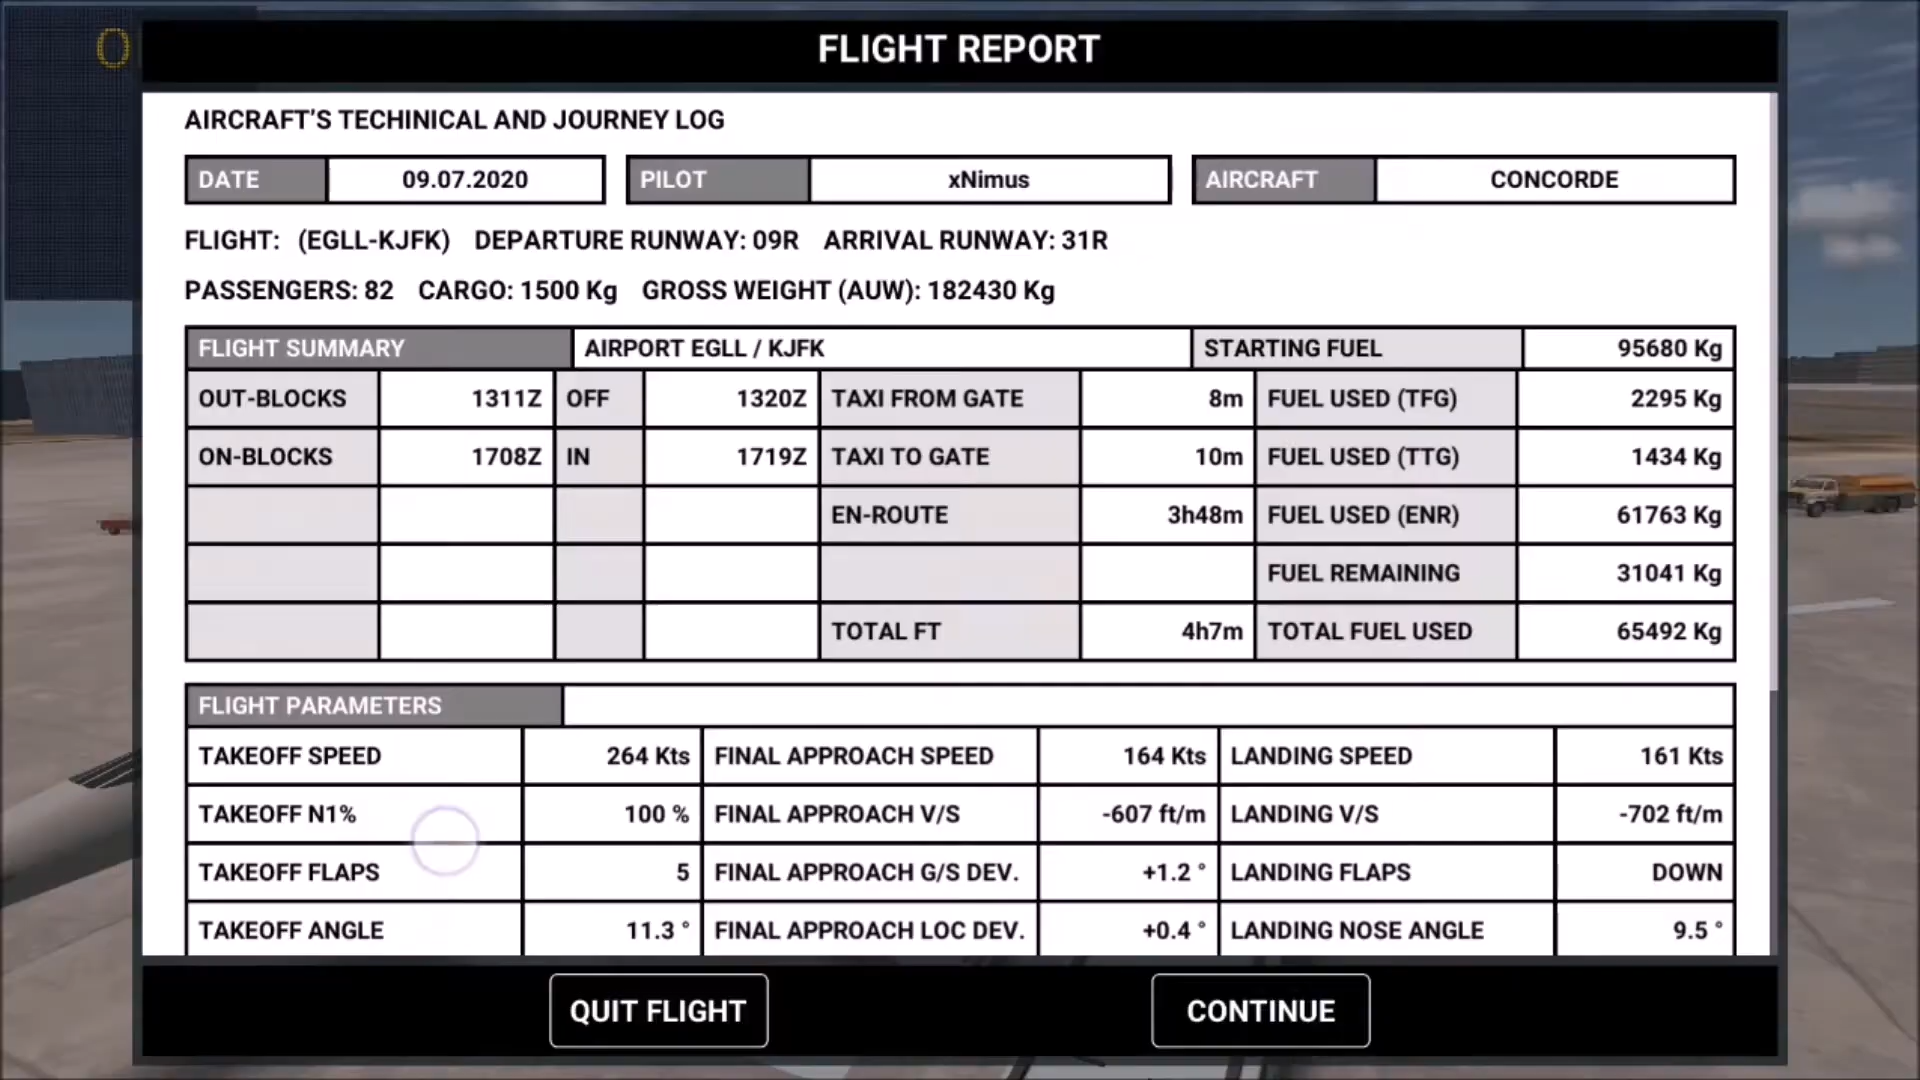 FLIGHT REPORT
AIRCRAFT'S TECHINICAL AND JOURNEY LOG
DATE 09.07.2020 PILOT xNimus AIRCRAFT CONCORDE
FLIGHT: (EGLL-KJFK) DEPARTURE RUNWAY: 09R ARRIVAL RUNWAY: 31R
PASSENGERS: 82 CARGO: 1500 Kg GROSS WEIGHT (AUW): 182430 Kg
FLIGHT SUMMARY AIRPORT EGLL / KJFK STARTING FUEL 95680 Kg
OUT-BLOCKS 1311Z OFF 1320Z TAXI FROM GATE 8m FUEL USED (TFG) 2295 Kg
ON-BLOCKS 1708Z IN 1719Z TAXI TO GATE 10m FUEL USED (TTG) 1434 Kg
EN-ROUTE 3h48m FUEL USED (ENR) 61763 Kg
FUEL REMAINING 31041 Kg
TOTAL FT 4h7m TOTAL FUEL USED 65492 Kg
FLIGHT PARAMETERS
TAKEOFF SPEED 264 Kts FINAL APPROACH SPEED 164 Kts LANDING SPEED 161 Kts
TAKEOFF N1% 100 % FINAL APPROACH V/S -607 ft/m LANDING V/S -702 ft/m
TAKEOFF FLAPS 5 FINAL APPROACH G/S DEV. +1.2 ° LANDING FLAPS DOWN
TAKEOFF ANGLE 11.3 ° FINAL APPROACH LOC DEV. +0.4 ° LANDING NOSE ANGLE 9.5 °
QUIT FLIGHT CONTINUE